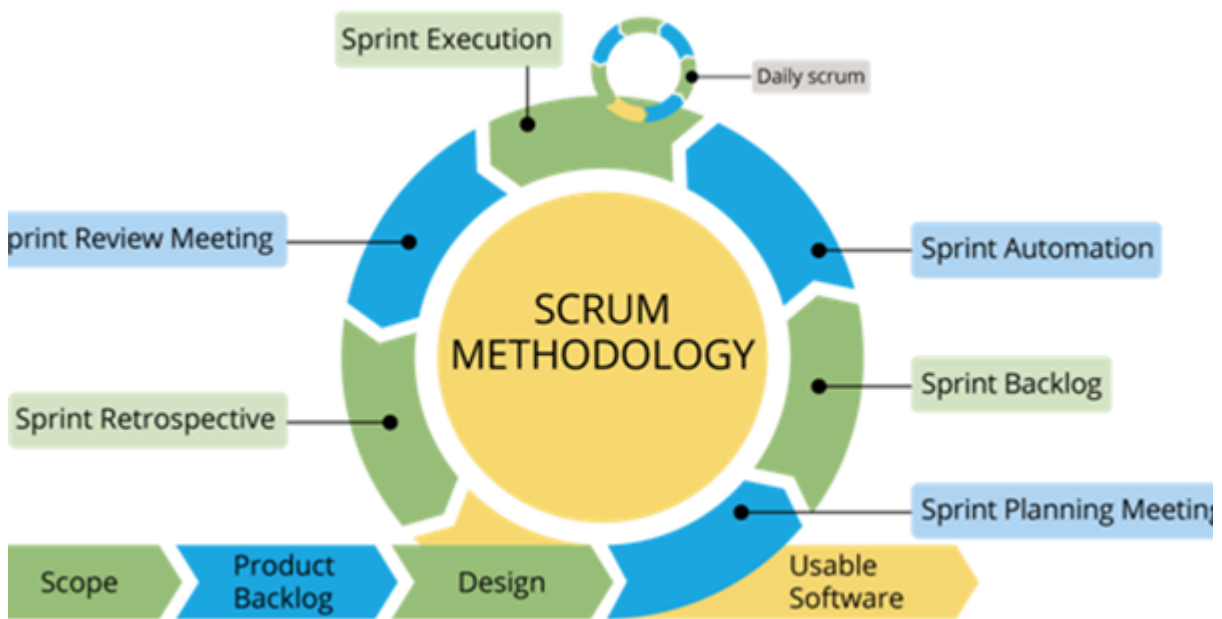 Sprint Execution
Daily scrum
print Review Meeting
Sprint Automation
SCRUM
METHODOLOGY
Sprint Backlog
Sprint Retrospective
Sprint Planning Meeting
Scope
Product
Backlog
Design
Usable
Software